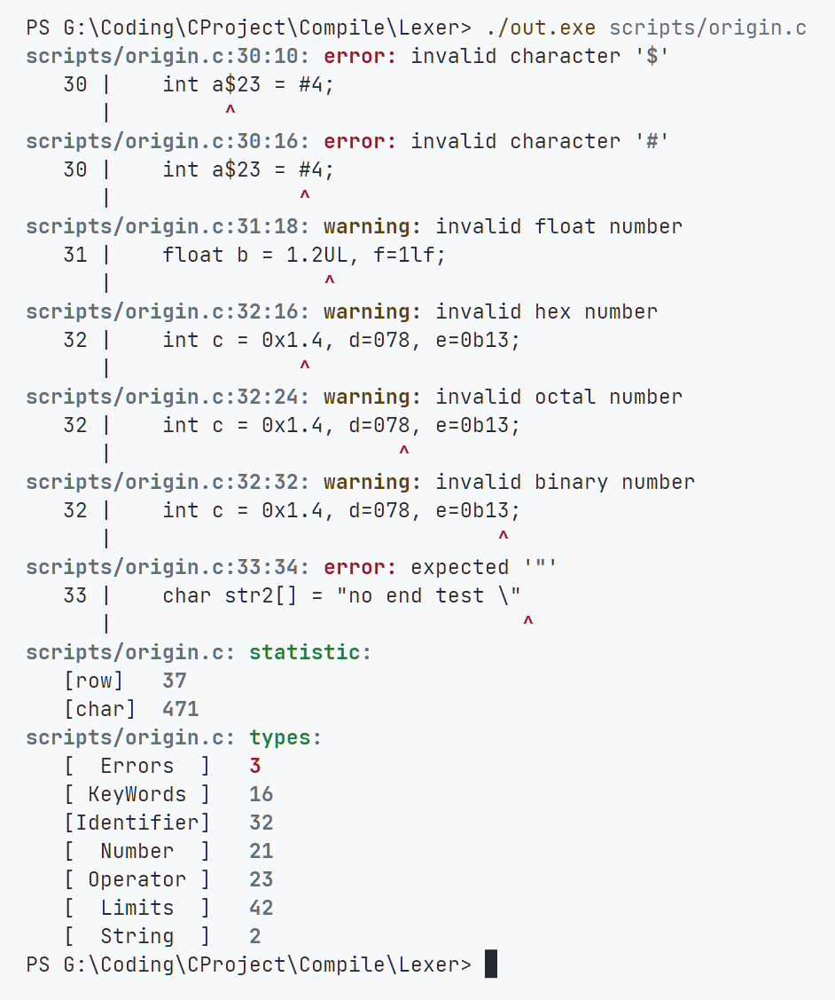 PS G:\Coding\CProject\Compile\Lexer> ./out.exe scripts/origin.c
scripts/origin.c:30:10: error: invalid character '$'
   30 |    int a$23 = #4;
      |         ^
scripts/origin.c:30:16: error: invalid character '#'
   30 |    int a$23 = #4;
      |               ^
scripts/origin.c:31:18: warning: invalid float number
   31 |    float b = 1.2UL, f=1lf;
      |                 ^
scripts/origin.c:32:16: warning: invalid hex number
   32 |    int c = 0x1.4, d=078, e=0b13;
      |               ^
scripts/origin.c:32:24: warning: invalid octal number
   32 |    int c = 0x1.4, d=078, e=0b13;
      |                       ^
scripts/origin.c:32:32: warning: invalid binary number
   32 |    int c = 0x1.4, d=078, e=0b13;
      |                               ^
scripts/origin.c:33:34: error: expected '"'
   33 |    char str2[] = "no end test \"
      |                                 ^
scripts/origin.c: statistic:
   [row]   37
   [char]  471
scripts/origin.c: types:
   [  Errors  ]   3
   [ KeyWords ]   16
   [Identifier]   32
   [  Number  ]   21
   [ Operator ]   23
   [  Limits  ]   42
   [  String  ]   2
PS G:\Coding\CProject\Compile\Lexer>